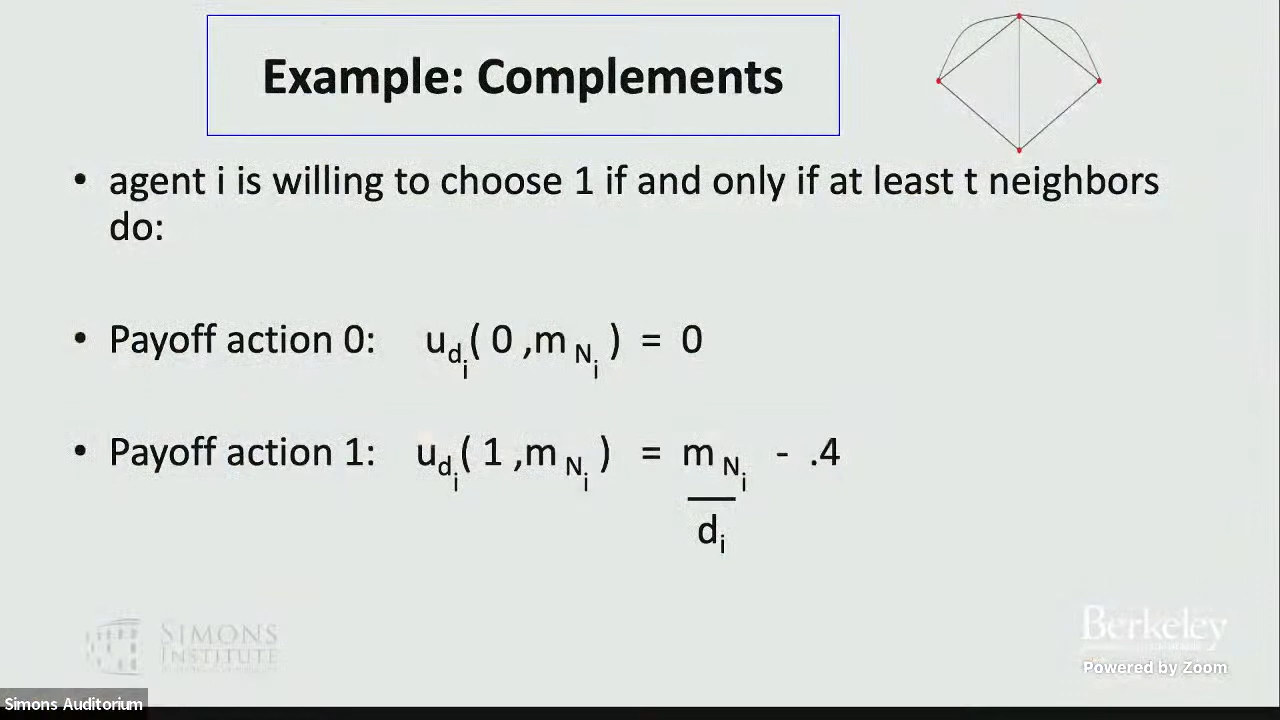 Example: Complements
• agent i is willing to choose 1 if and only if at least t neighbors
do:
• Payoff action 0: u_{d_i}( 0 ,m_{N_i} ) = 0
• Payoff action 1: u_{d_i}( 1 ,m_{N_i} ) = m_{N_i} - .4
d_i
SIMONS
INSTITUTE
Berkeley
Powered by Zoom
Simons Auditorium